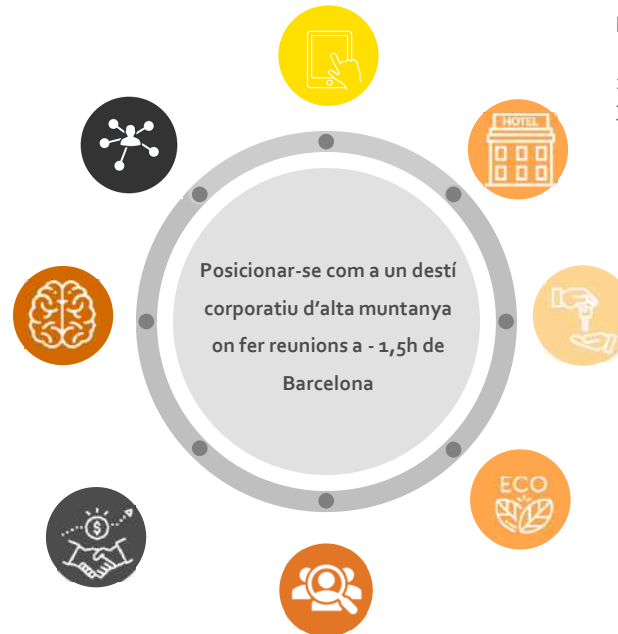 HOTEL
Posicionar-se com a un destí
corporatiu d’alta muntanya
on fer reunions a - 1,5h de
Barcelona
ECO
$